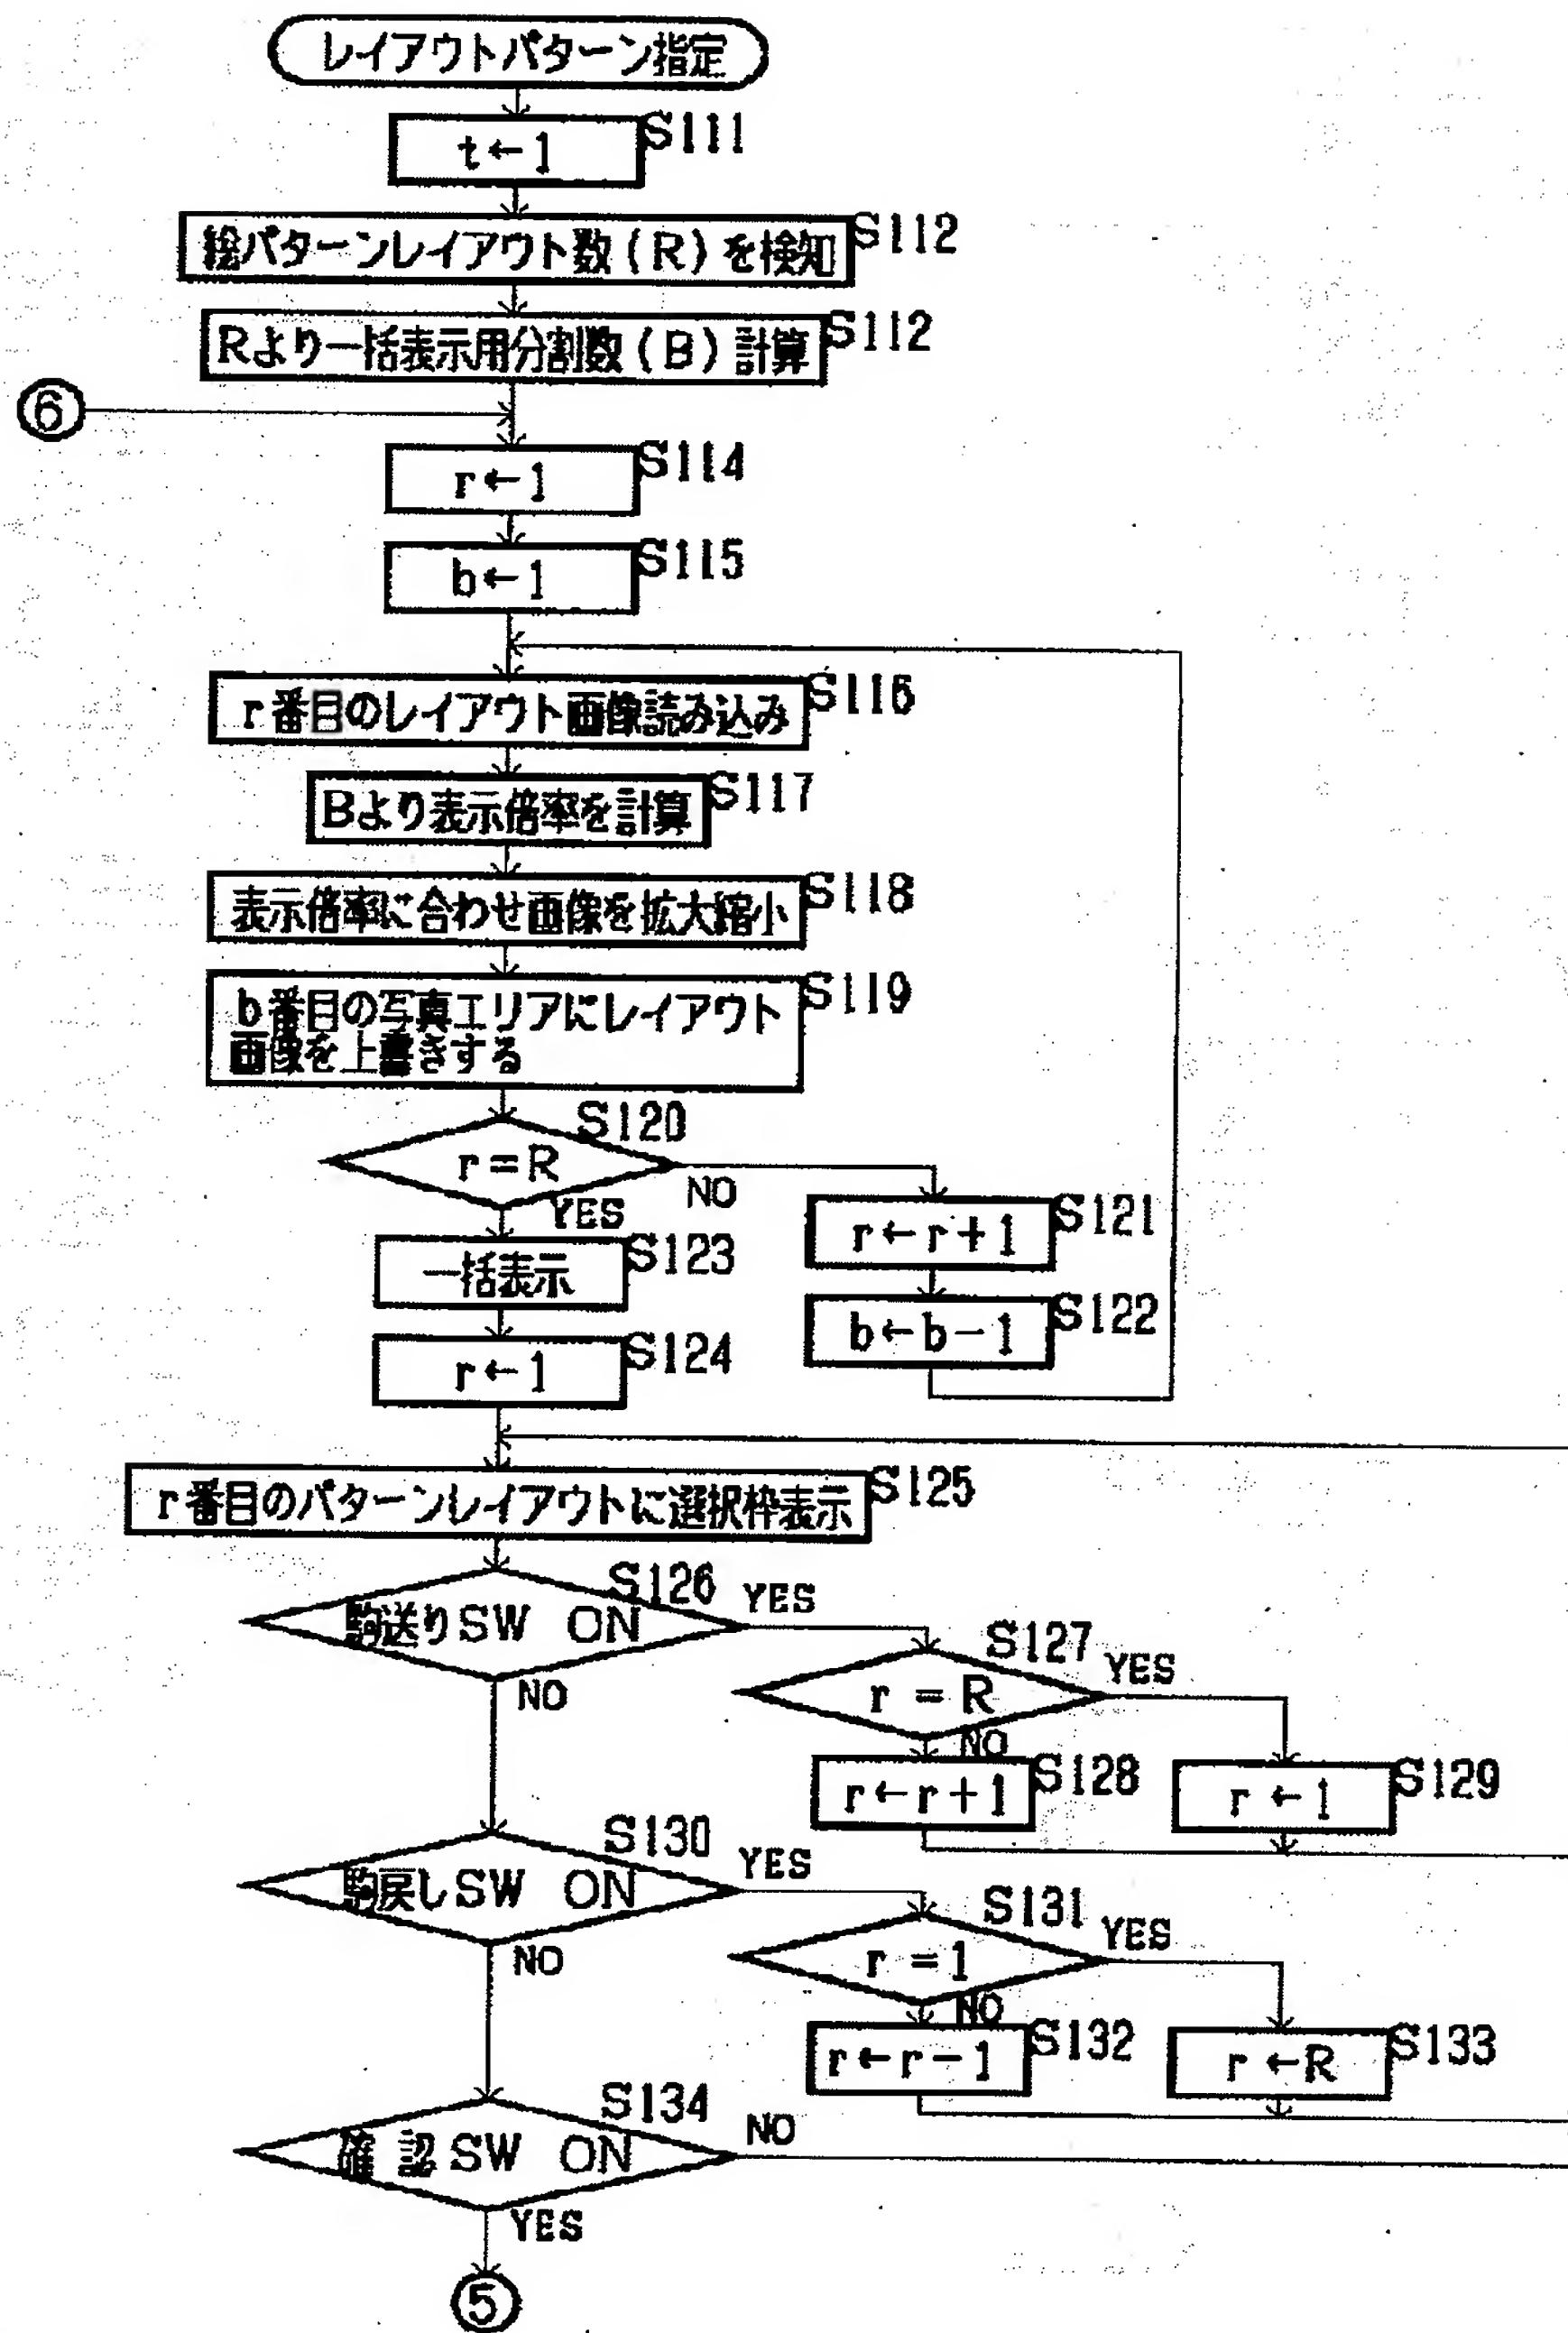 レイアウトパターン指定
t←1
S111
絵パターンレイアウト数(R)を検知
S112
Rより一括表示用分割数(B)計算
S112
⑥
r←1
S114
b←1
S115
r番目のレイアウト画像読み込み
S116
Bより表示倍率を計算
S117
表示倍率に合わせ画像を拡大縮小
S118
b番目の写真エリアにレイアウト
画像を上書きする
S119
S120
r=R
NO
YES
r←r+1
S121
一括表示
S123
b←b-1
S122
r←1
S124
r番目のパターンレイアウトに選択枠表示
S125
S126
駒送りSW ON
YES
NO
S127
r=R
YES
NO
r←r+1
S128
r←1
S129
S130
駒戻しSW ON
YES
NO
S131
r=1
YES
NO
r←r-1
S132
r←R
S133
S134
確認SW ON
NO
YES
⑤